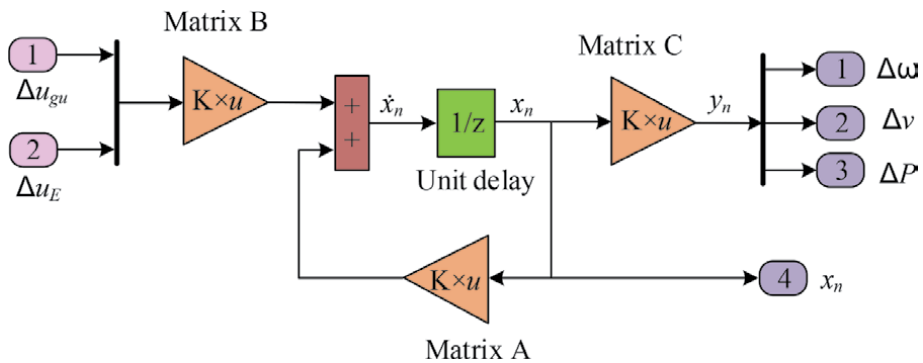 Matrix B
1
Δu_gu
2
Δu_E
K×u
+
+
ẋ_n
1/z
Unit delay
x_n
Matrix C
K×u
y_n
1
Δω
2
Δv
3
ΔP
K×u
Matrix A
4
x_n